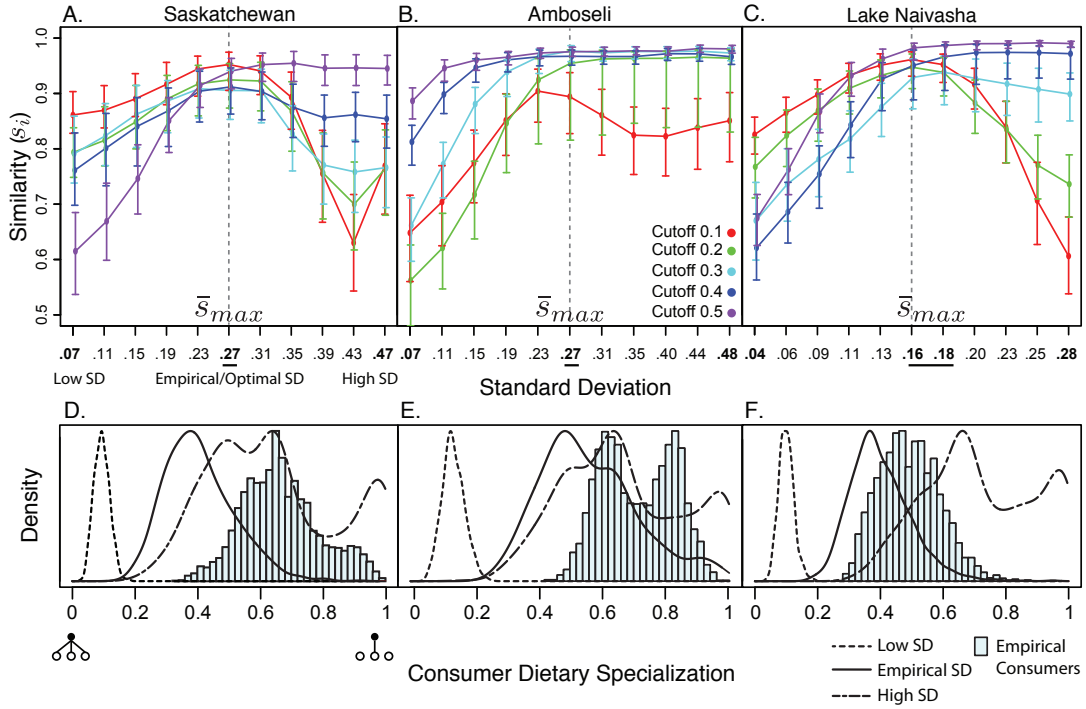 A. Saskatchewan
B. Amboseli
C. Lake Naivasha
Similarity (s_i)
1.0
0.9
0.8
0.7
0.6
0.5
Cutoff 0.1
Cutoff 0.2
Cutoff 0.3
Cutoff 0.4
Cutoff 0.5
s̅max
s̅max
s̅max
.07 .11 .15 .19 .23 .27 .31 .35 .39 .43 .47
.07 .11 .15 .19 .23 .27 .31 .36 .40 .44 .48
.04 .06 .09 .11 .13 .16 .18 .20 .23 .25 .28
Low SD Empirical/Optimal SD High SD
Standard Deviation
D.
E.
F.
Density
0 0.2 0.4 0.6 0.8 1
0 0.2 0.4 0.6 0.8 1
0 0.2 0.4 0.6 0.8 1
Consumer Dietary Specialization
Low SD
Empirical SD
High SD
Empirical
Consumers